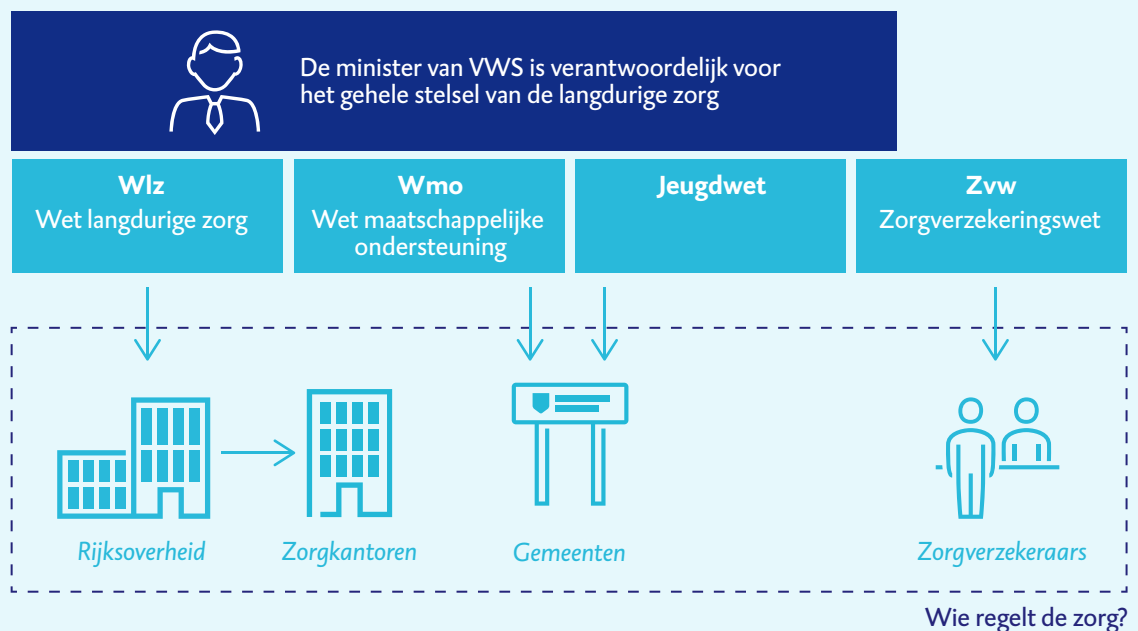 De minister van VWS is verantwoordelijk voor
het gehele stelsel van de langdurige zorg
Wlz
Wet langdurige zorg
Wmo
Wet maatschappelijke
ondersteuning
Jeugdwet
Zvw
Zorgverzekeringswet
Rijksoverheid
Zorgkantoren
Gemeenten
Zorgverzekeraars
Wie regelt de zorg?